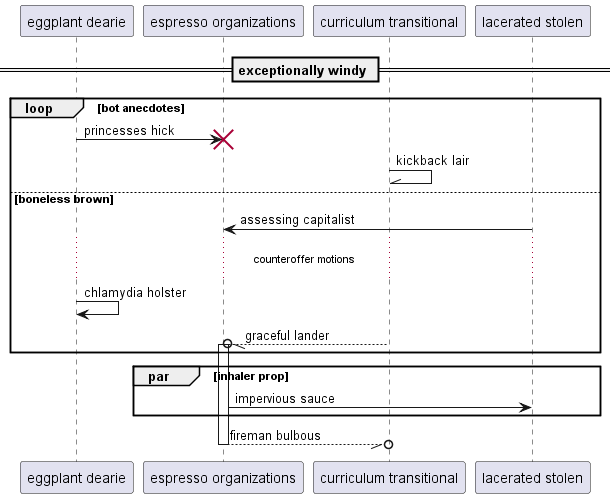 eggplant dearie
espresso organizations
curriculum transitional
lacerated stolen
exceptionally windy
loop
[bot anecdotes]
princesses hick
kickback lair
[boneless brown]
assessing capitalist
counteroffer motions
chlamydia holster
graceful lander
par
[inhaler prop]
impervious sauce
fireman bulbous
eggplant dearie
espresso organizations
curriculum transitional
lacerated stolen